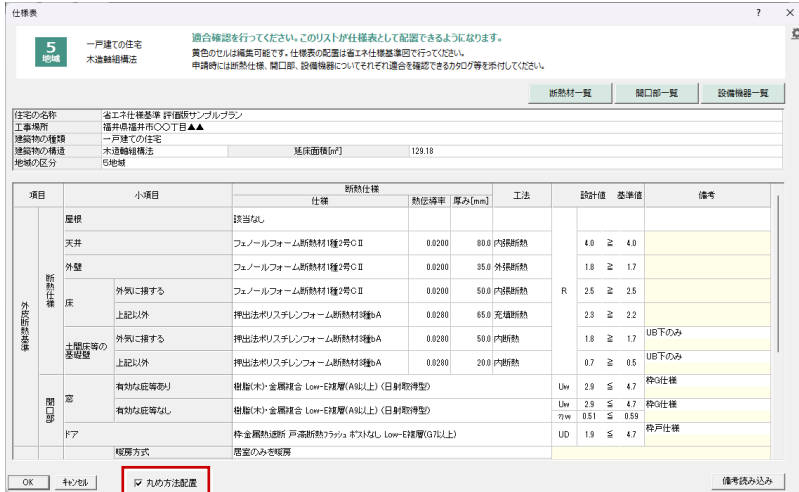 仕様表 ? ×
5
地域
一戸建ての住宅
木造軸組構法
適合確認を行ってください。このリストが仕様表として配置できるようになります。
黄色のセルは編集可能です。仕様表の配置は省エネ仕様基準図で行ってください。
申請時には断熱仕様、開口部、設備機器についてそれぞれ適合を確認できるカタログ等を添付してください。
断熱材一覧 開口部一覧 設備機器一覧
住宅の名称 省エネ仕様基準 評価版サンプルプラン
工事場所 福井県福井市〇〇丁目▲▲
建築物の種類 一戸建ての住宅
建築物の構造 木造軸組構法 延床面積[㎡] 129.18
地域の区分 5地域
項目 小項目 断熱仕様 工法 設計値 基準値 備考
仕様 熱伝導率 厚み[mm]
外皮断熱基準
断熱仕様
屋根 該当なし
天井 フェノールフォーム断熱材1種2号CⅡ 0.0200 80.0 内張断熱 4.0 ≧ 4.0
外壁 フェノールフォーム断熱材1種2号CⅡ 0.0200 35.0 外張断熱 1.8 ≧ 1.7
床 外気に接する フェノールフォーム断熱材1種2号CⅡ 0.0200 50.0 内張断熱 R 2.5 ≧ 2.5
上記以外 押出法ポリスチレンフォーム断熱材3種bA 0.0280 65.0 充填断熱 2.3 ≧ 2.2
土間床等の基礎壁 外気に接する 押出法ポリスチレンフォーム断熱材3種bA 0.0280 50.0 内断熱 1.8 ≧ 1.7 UB下のみ
上記以外 押出法ポリスチレンフォーム断熱材3種bA 0.0280 20.0 内断熱 0.7 ≧ 0.5 UB下のみ
開口部
窓 有効な庇等あり 樹脂(木)・金属複合 Low-E複層(A9以上) (日射取得型) Uw 2.9 ≦ 4.7 枠G仕様
有効な庇等なし 樹脂(木)・金属複合 Low-E複層(A9以上) (日射取得型) Uw 2.9 ≦ 4.7 枠G仕様
ηw 0.51 ≦ 0.59
ドア 枠:金属熱遮断 戸:高断熱フラッシュ ポストなし Low-E複層(G7以上) UD 1.9 ≦ 4.7 枠戸仕様
暖房方式 居室のみを暖房
OK キャンセル 丸め方法配置 備考読み込み